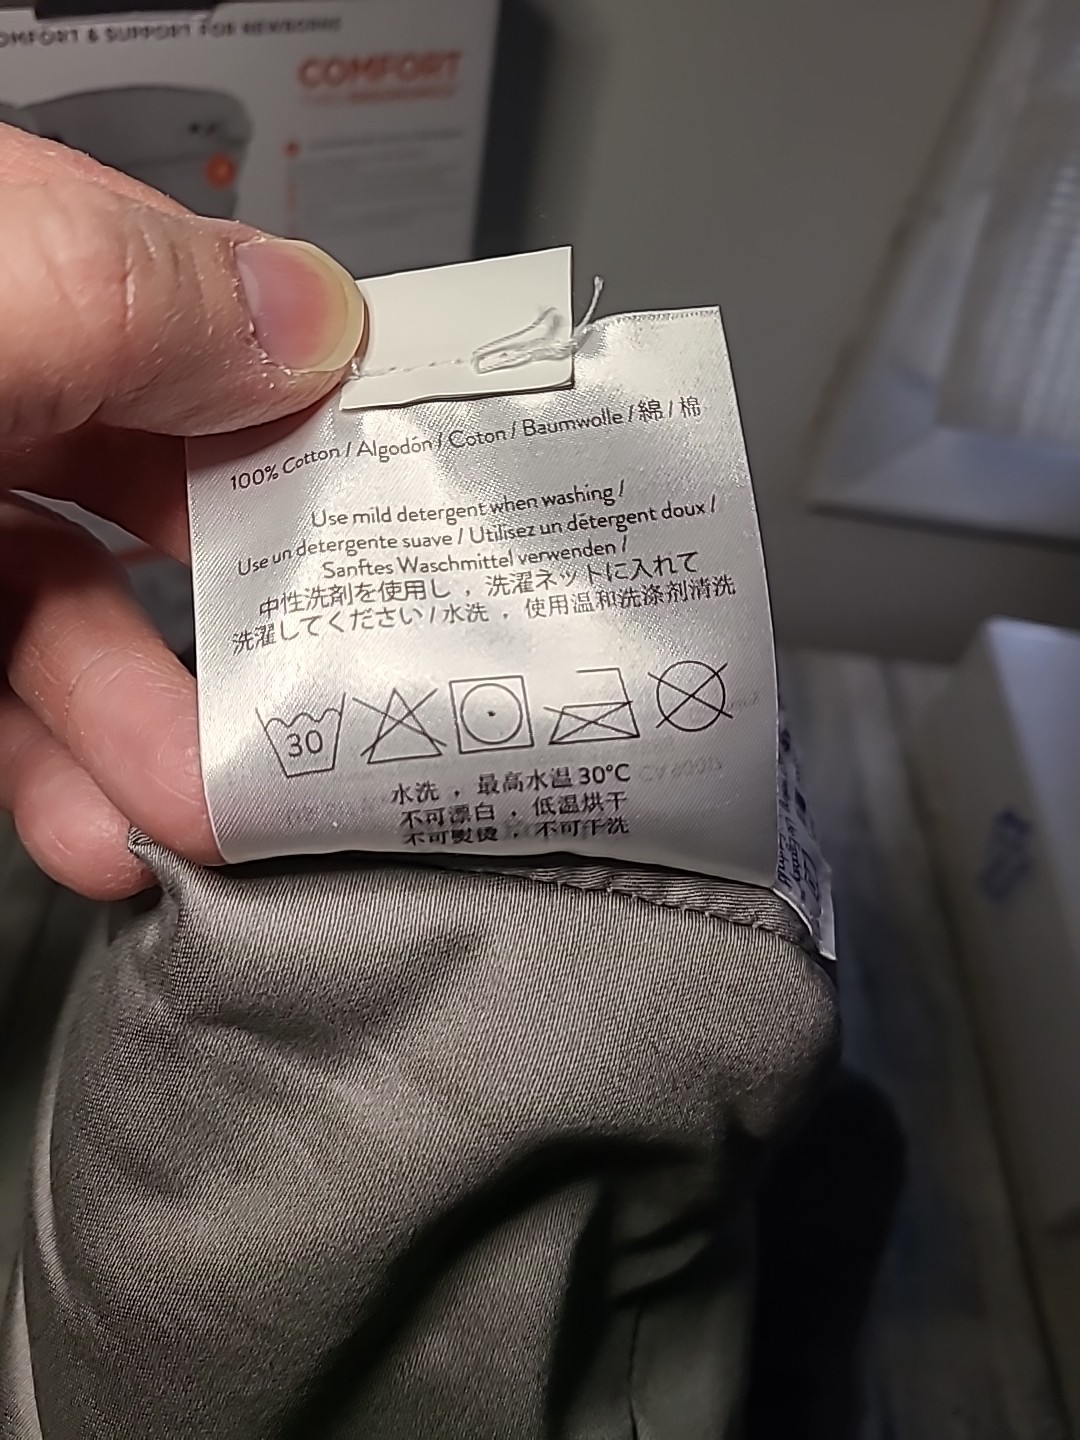 COMFORT & SUPPORT FOR NEWBORNS
COMFORT
100% Cotton / Algodón / Coton / Baumwolle / 綿 / 棉
Use mild detergent when washing /
Use un detergente suave / Utilisez un détergent doux /
Sanftes Waschmittel verwenden /
中性洗剤を使用し，洗濯ネットに入れて
洗濯してください / 水洗，使用温和洗涤剂清洗
30
水洗，最高水温 30°C
不可漂白，低温烘干
不可熨烫，不可干洗